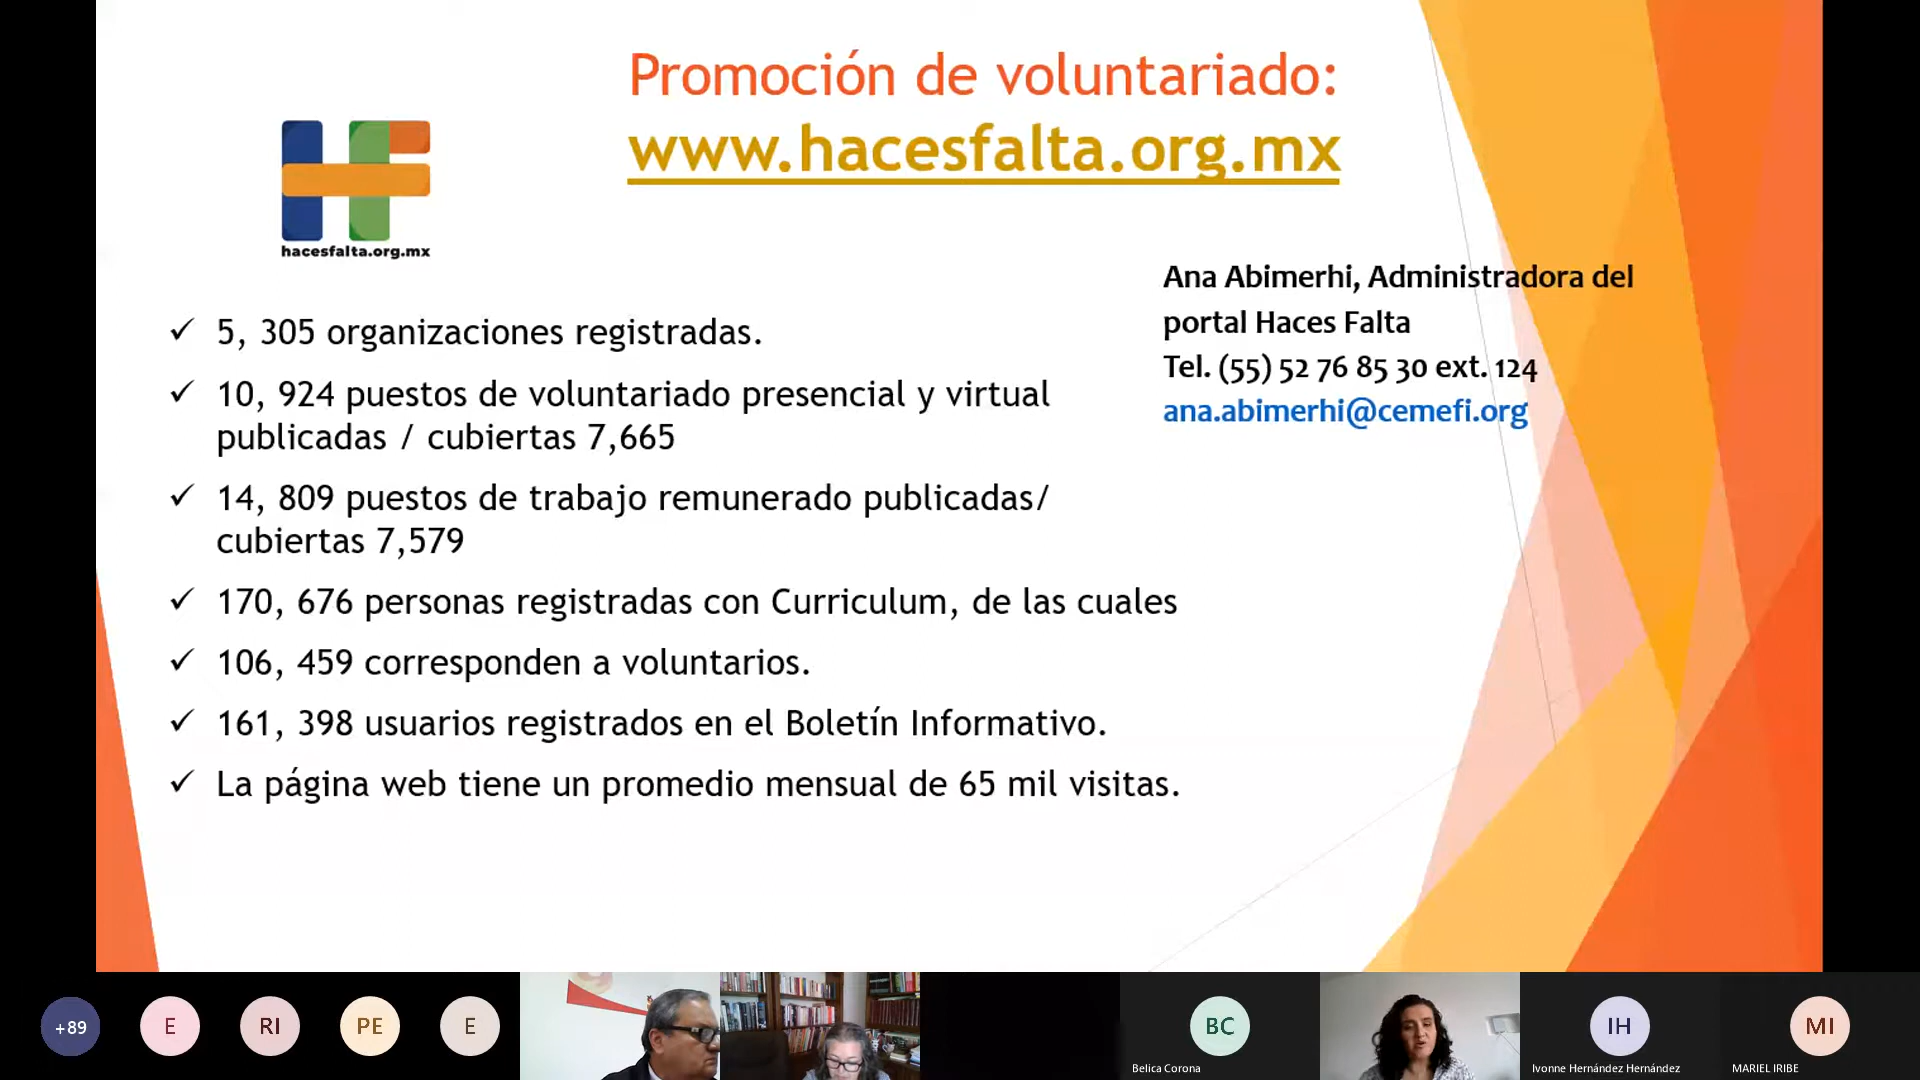 Promoción de voluntariado:
www.hacesfalta.org.mx
HF
hacesfalta.org.mx
Ana Abimerhi, Administradora del
portal Haces Falta
Tel. (55) 52 76 85 30 ext. 124
ana.abimerhi@cemefi.org
✓ 5, 305 organizaciones registradas.
✓ 10, 924 puestos de voluntariado presencial y virtual
publicadas / cubiertas 7,665
✓ 14, 809 puestos de trabajo remunerado publicadas/
cubiertas 7,579
✓ 170, 676 personas registradas con Curriculum, de las cuales
✓ 106, 459 corresponden a voluntarios.
✓ 161, 398 usuarios registrados en el Boletín Informativo.
✓ La página web tiene un promedio mensual de 65 mil visitas.
+89
E
RI
PE
E
BC
Belica Corona
IH
Ivonne Hernández Hernández
MI
MARIEL IRIBE